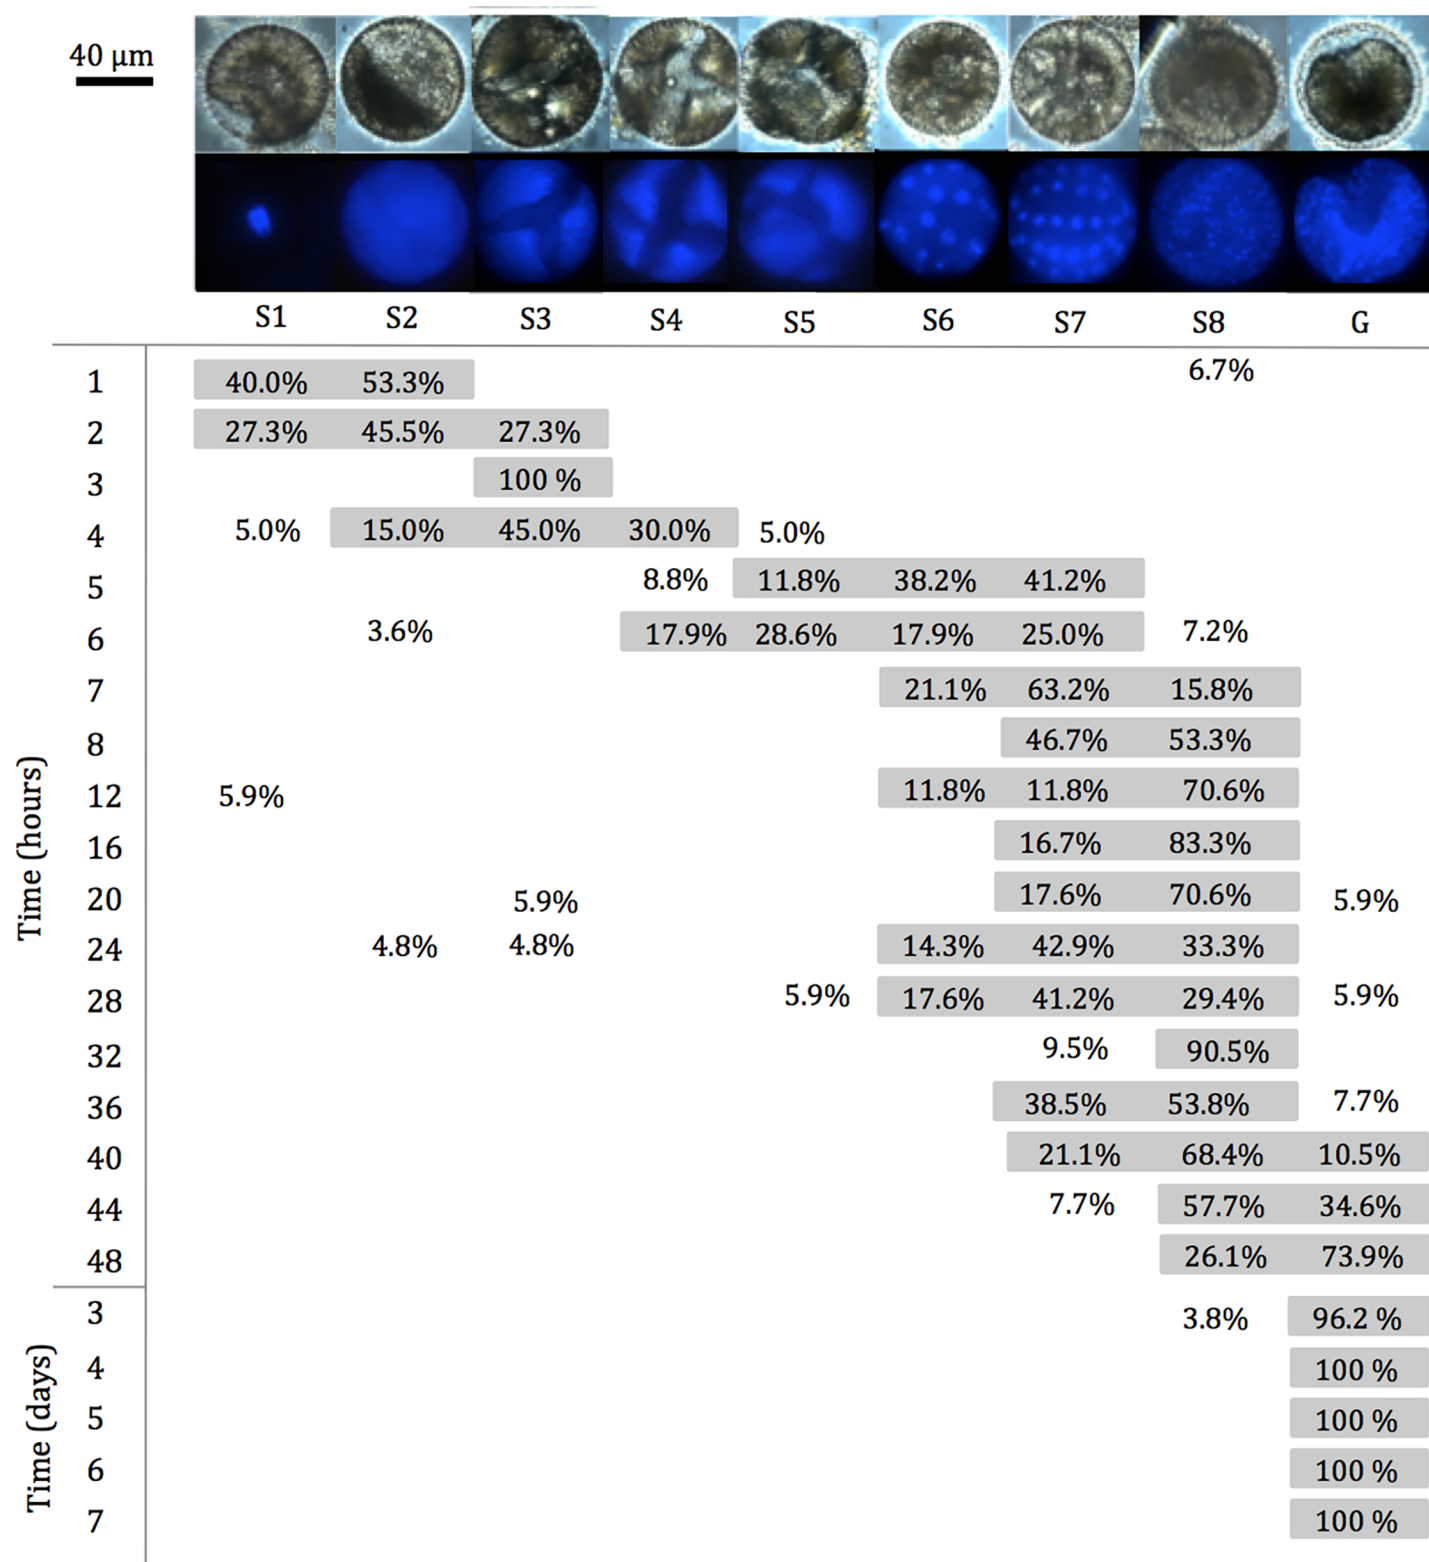 40 μm
S1 S2 S3 S4 S5 S6 S7 S8 G
Time (hours)
1 40.0% 53.3% 6.7%
2 27.3% 45.5% 27.3%
3 100 %
4 5.0% 15.0% 45.0% 30.0% 5.0%
5 8.8% 11.8% 38.2% 41.2%
6 3.6% 17.9% 28.6% 17.9% 25.0% 7.2%
7 21.1% 63.2% 15.8%
8 46.7% 53.3%
12 5.9% 11.8% 11.8% 70.6%
16 16.7% 83.3%
20 5.9% 17.6% 70.6% 5.9%
24 4.8% 4.8% 14.3% 42.9% 33.3%
28 5.9% 17.6% 41.2% 29.4% 5.9%
32 9.5% 90.5%
36 38.5% 53.8% 7.7%
40 21.1% 68.4% 10.5%
44 7.7% 57.7% 34.6%
48 26.1% 73.9%
Time (days)
3 3.8% 96.2 %
4 100 %
5 100 %
6 100 %
7 100 %